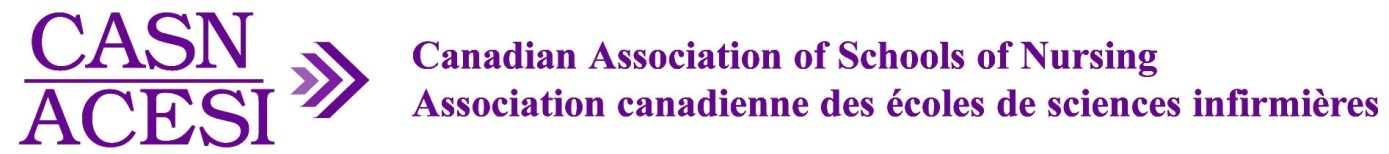 CASN
ACESI
Canadian Association of Schools of Nursing
Association canadienne des écoles de sciences infirmières